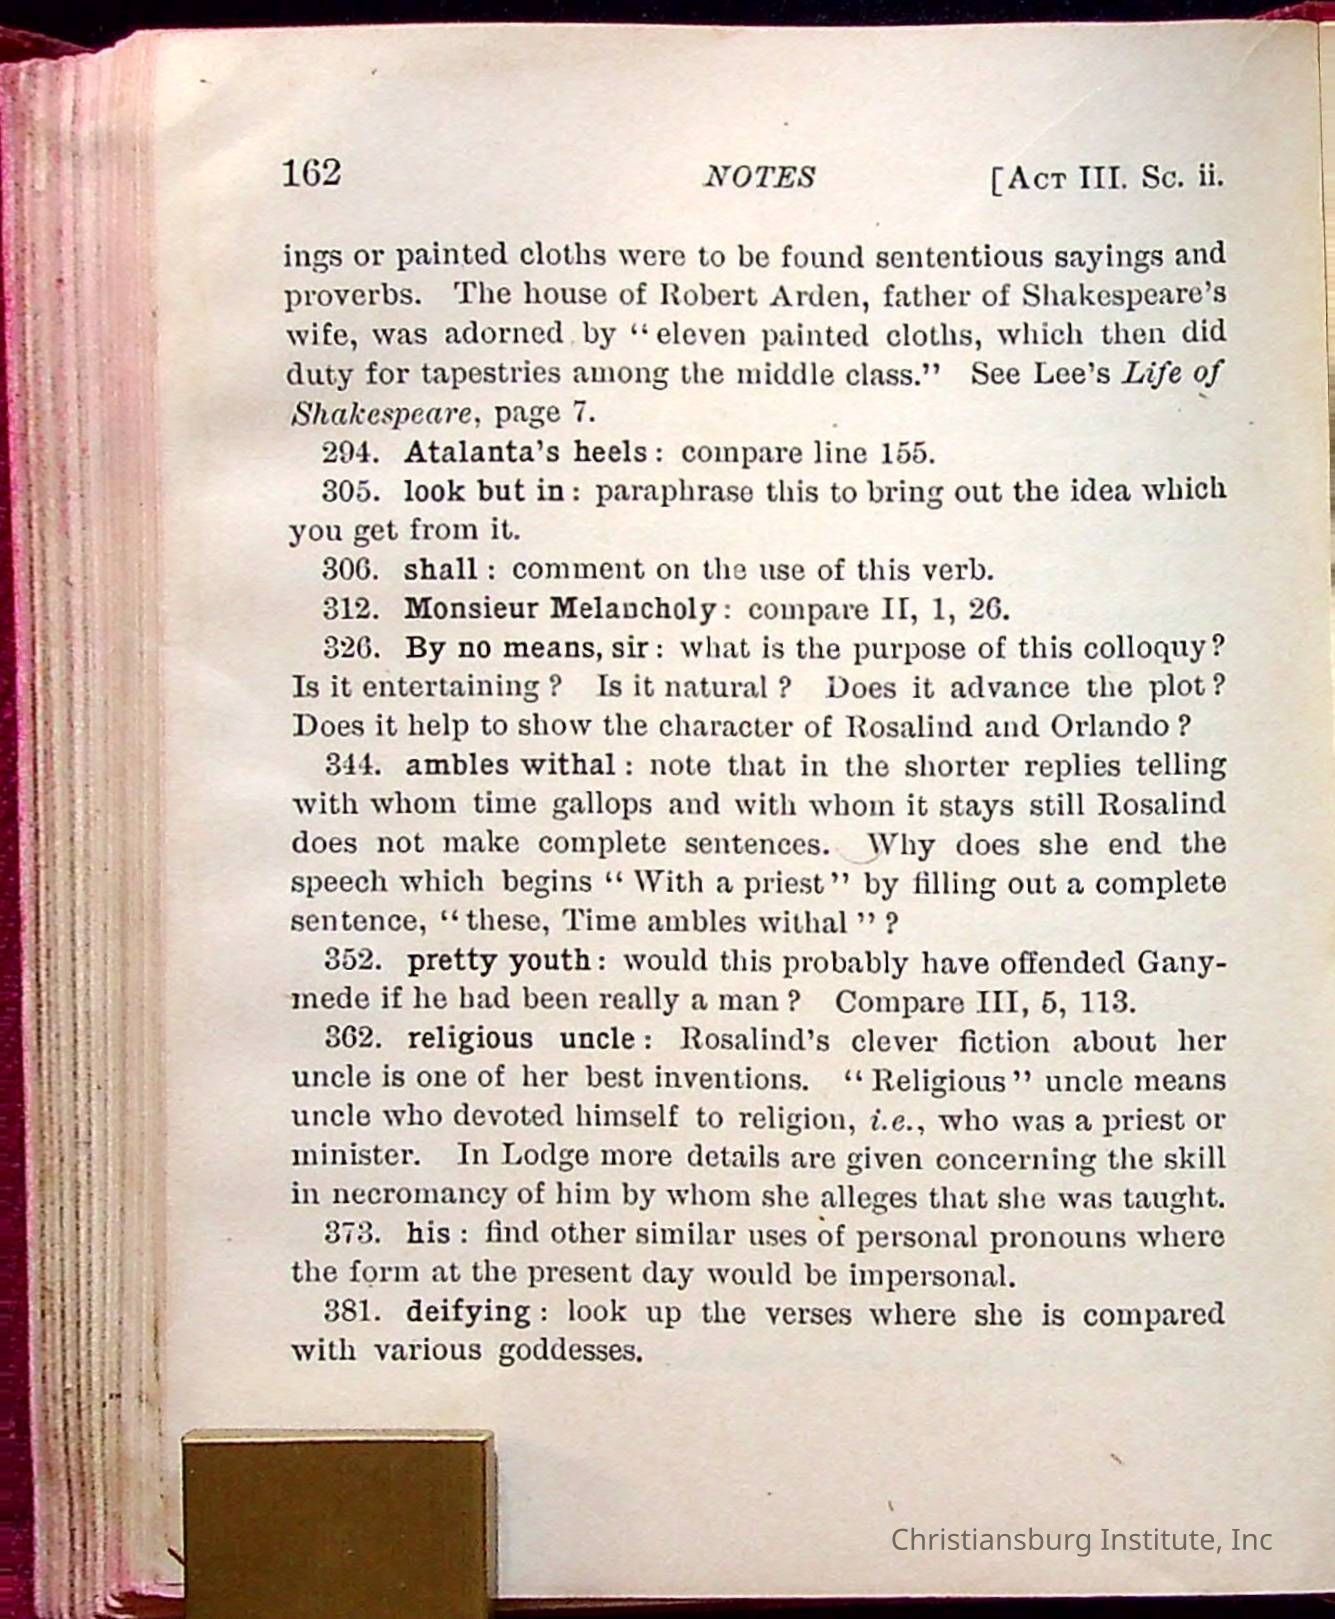 162 NOTES [ACT III. Sc. ii.
ings or painted cloths were to be found sententious sayings and
proverbs. The house of Robert Arden, father of Shakespeare's
wife, was adorned by “eleven painted cloths, which then did
duty for tapestries among the middle class.” See Lee's Life of
Shakespeare, page 7.
294. Atalanta's heels: compare line 155.
305. look but in: paraphrase this to bring out the idea which
you get from it.
306. shall: comment on the use of this verb.
312. Monsieur Melancholy: compare II, 1, 26.
326. By no means, sir: what is the purpose of this colloquy?
Is it entertaining? Is it natural? Does it advance the plot?
Does it help to show the character of Rosalind and Orlando?
344. ambles withal: note that in the shorter replies telling
with whom time gallops and with whom it stays still Rosalind
does not make complete sentences. Why does she end the
speech which begins “With a priest” by filling out a complete
sentence, “these, Time ambles withal”?
352. pretty youth: would this probably have offended Gany-
mede if he had been really a man? Compare III, 5, 113.
362. religious uncle: Rosalind's clever fiction about her
uncle is one of her best inventions. “Religious” uncle means
uncle who devoted himself to religion, i.e., who was a priest or
minister. In Lodge more details are given concerning the skill
in necromancy of him by whom she alleges that she was taught.
373. his: find other similar uses of personal pronouns where
the form at the present day would be impersonal.
381. deifying: look up the verses where she is compared
with various goddesses.
Christiansburg Institute, Inc